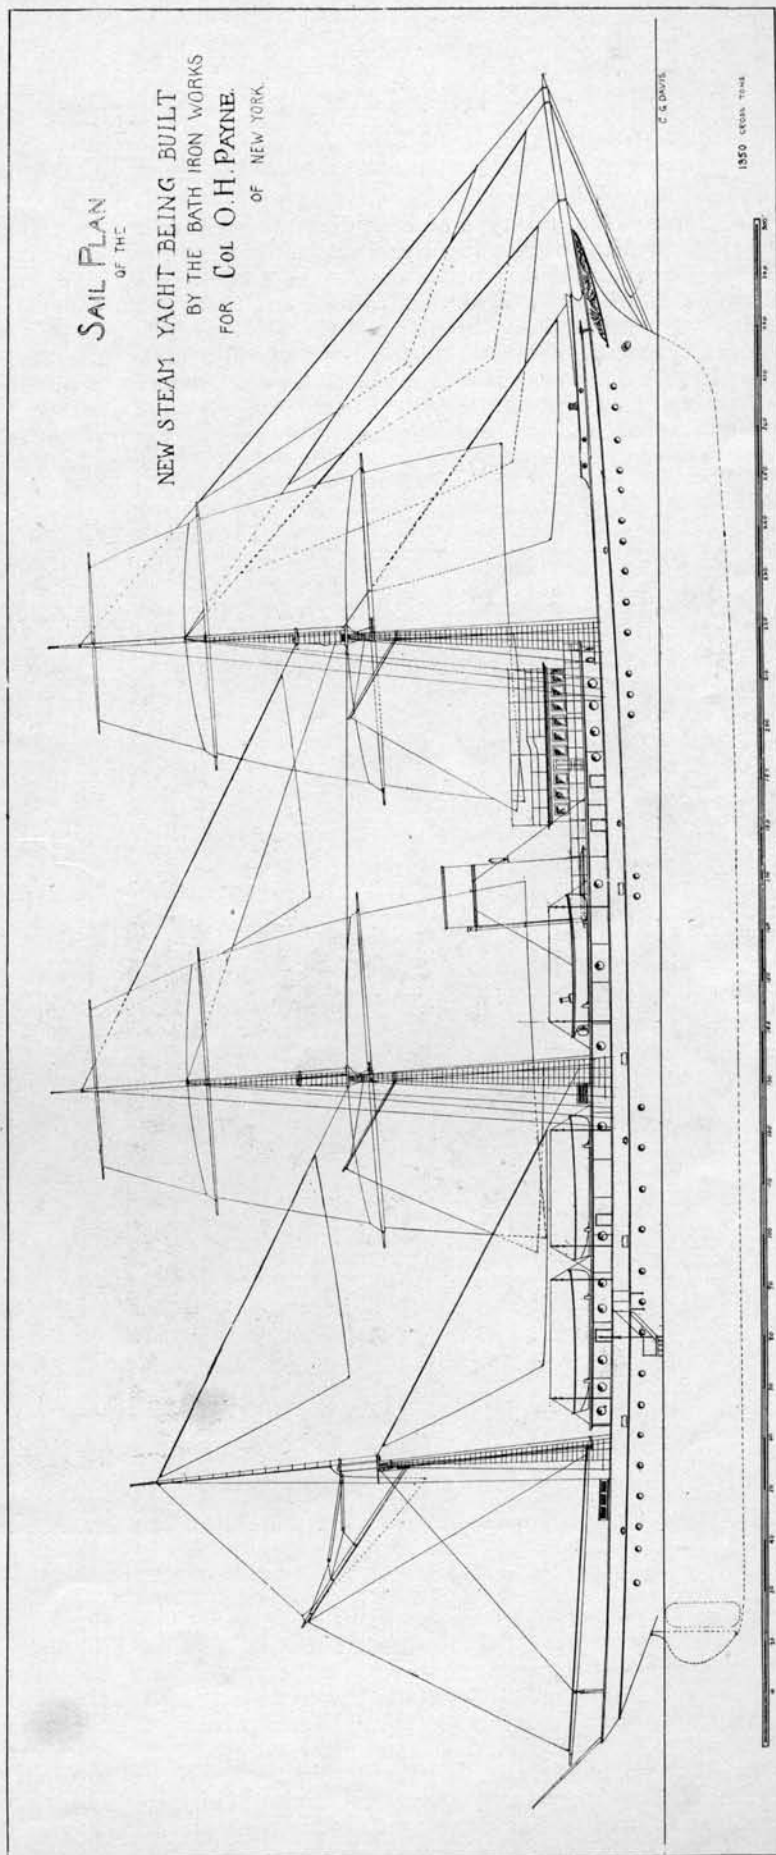 SAIL PLAN
OF THE
NEW STEAM YACHT BEING BUILT
BY THE BATH IRON WORKS
FOR COL O.H. PAYNE.
OF NEW YORK.
C. G. DAVIS.
1350 GROSS TONS